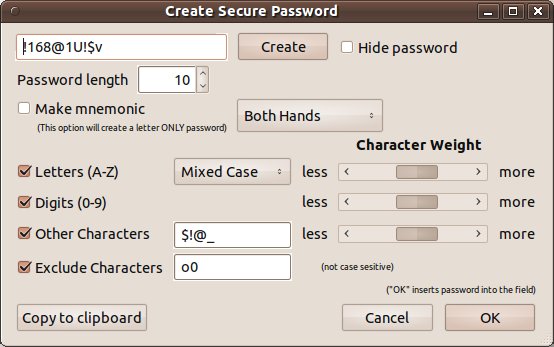 Create Secure Password
!168@1U!$v Create Hide password
Password length 10
Make mnemonic
(This option will create a letter ONLY password)
Both Hands
Character Weight
Letters (A-Z) Mixed Case less more
Digits (0-9) less more
Other Characters $!@_ less more
Exclude Characters o0 (not case sesitive)
("OK" inserts password into the field)
Copy to clipboard Cancel OK